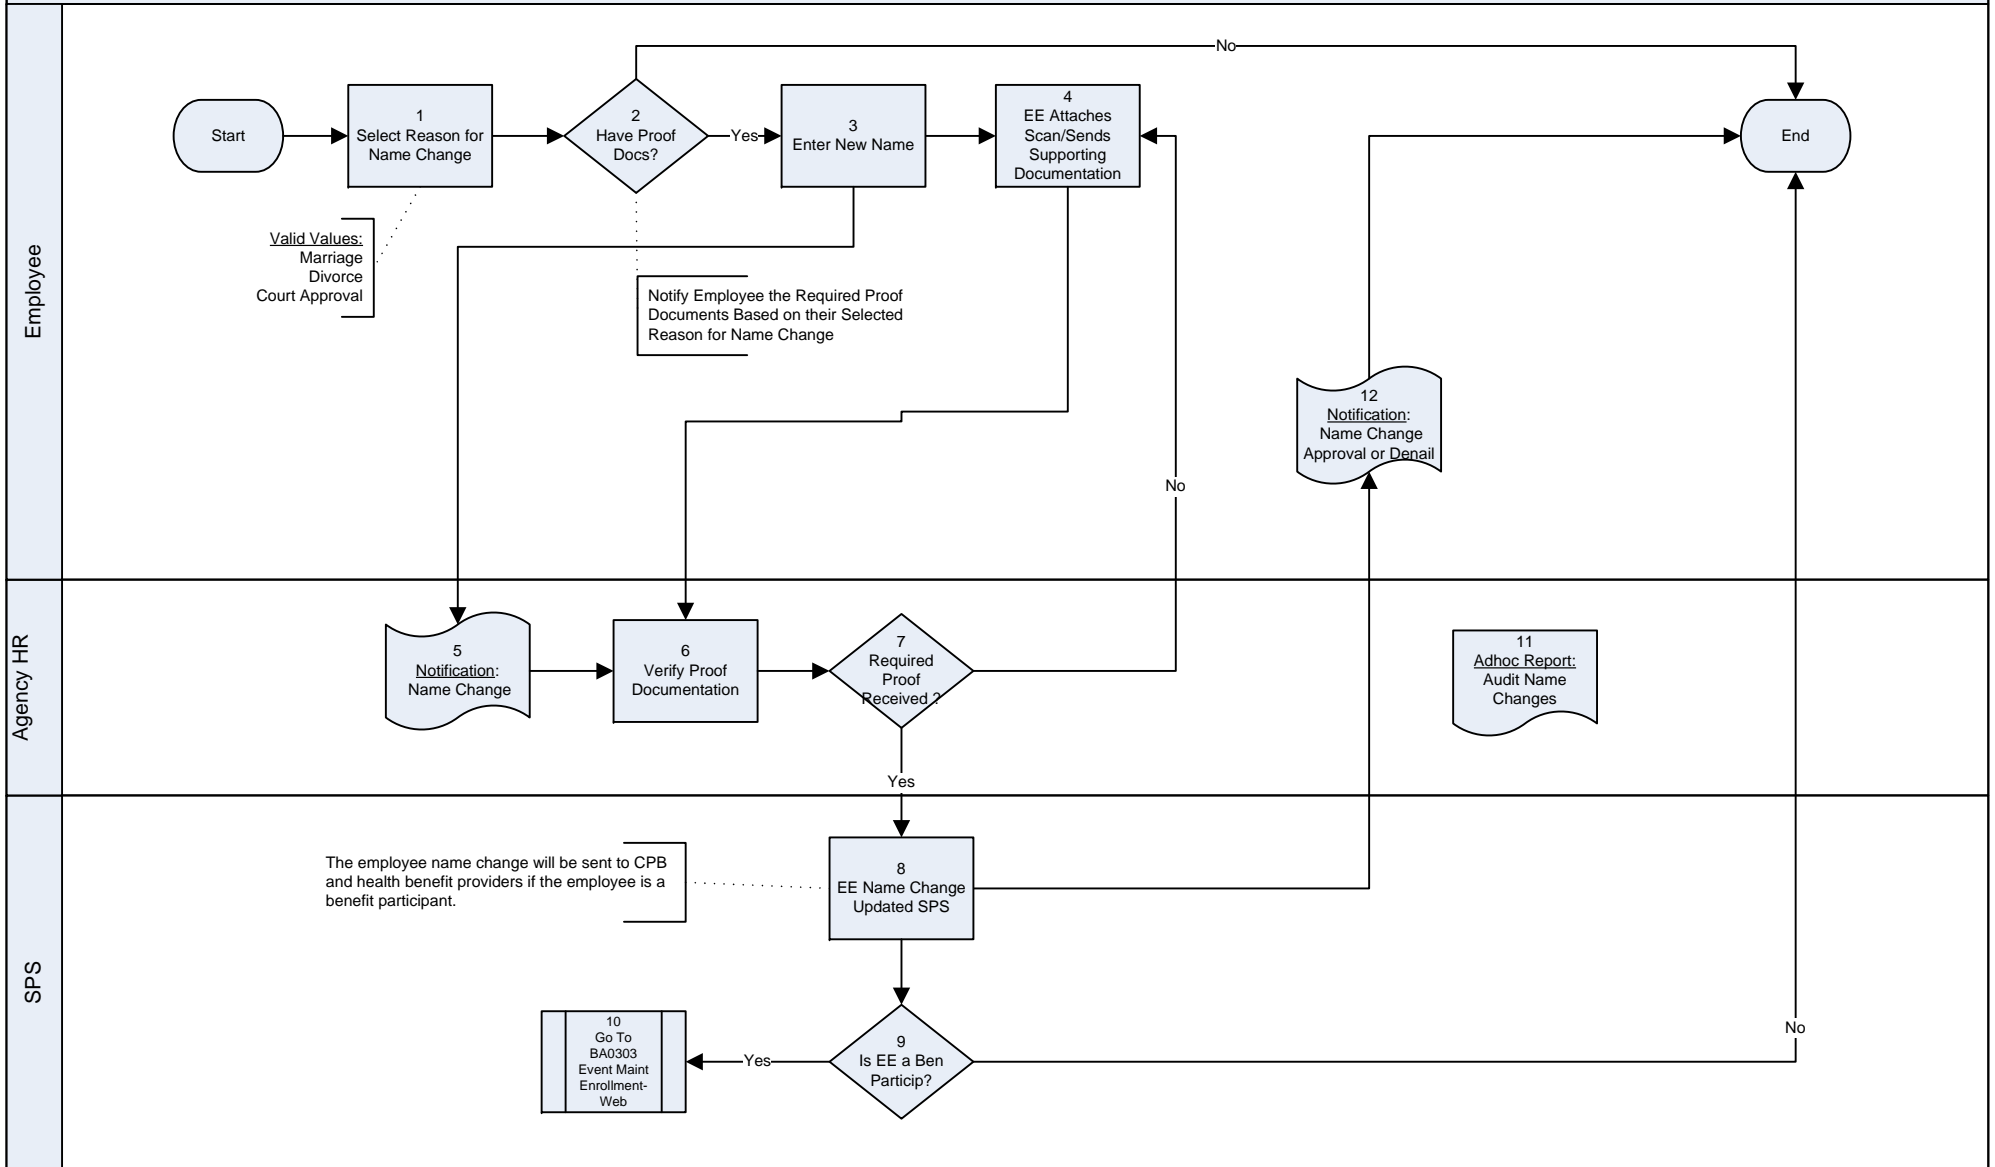 Employee
No
Start
1
Select Reason for
Name Change
2
Have Proof
Docs?
Yes
3
Enter New Name
4
EE Attaches
Scan/Sends
Supporting
Documentation
End
Valid Values:
Marriage
Divorce
Court Approval
Notify Employee the Required Proof
Documents Based on their Selected
Reason for Name Change
12
Notification:
Name Change
Approval or Denail
No
Agency HR
5
Notification:
Name Change
6
Verify Proof
Documentation
7
Required
Proof
Received ?
11
Adhoc Report:
Audit Name
Changes
Yes
SPS
The employee name change will be sent to CPB
and health benefit providers if the employee is a
benefit participant.
8
EE Name Change
Updated SPS
10
Go To
BA0303
Event Maint
Enrollment-
Web
Yes
9
Is EE a Ben
Particip?
No